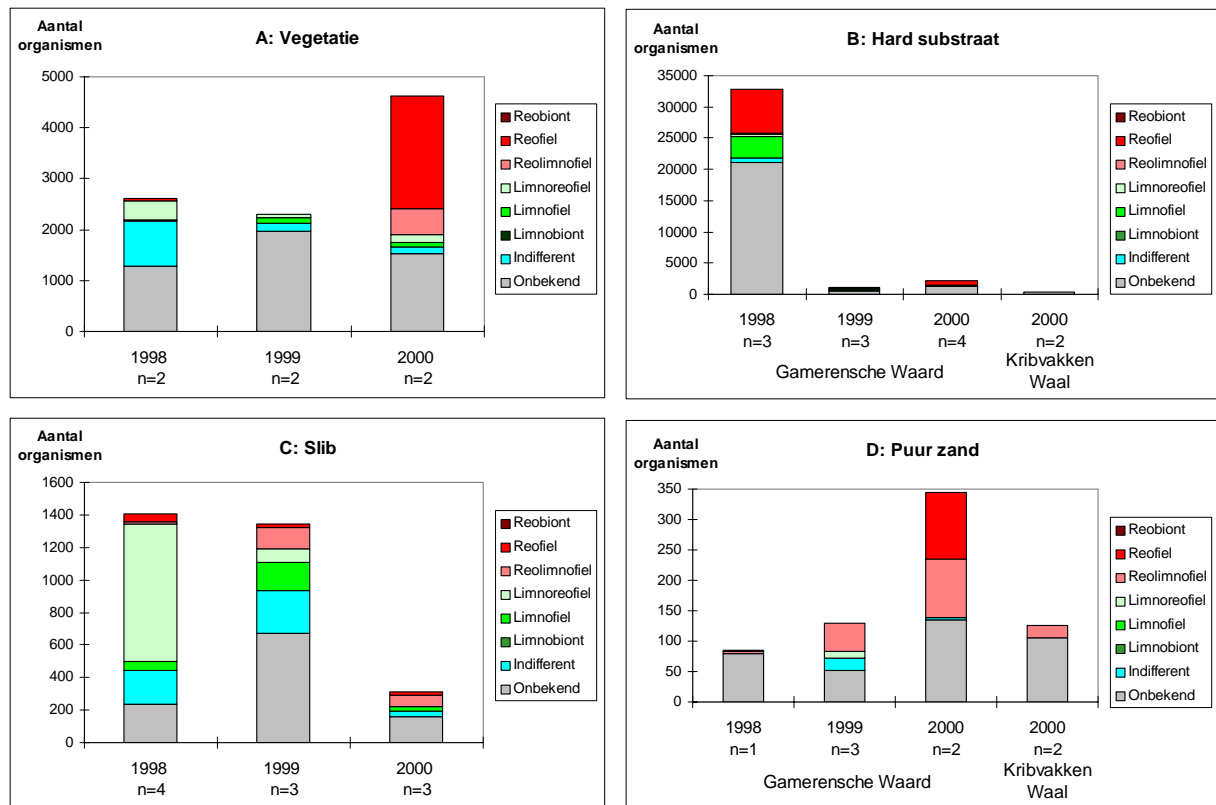 Aantal
organismen
A: Vegetatie
5000
4000
3000
2000
1000
0
1998
n=2
1999
n=2
2000
n=2
Reobiont
Reofiel
Reolimnofiel
Limnoreofiel
Limnofiel
Limnobiont
Indifferent
Onbekend
Aantal
organismen
B: Hard substraat
35000
30000
25000
20000
15000
10000
5000
0
1998
n=3
1999
n=3
2000
n=4
2000
n=2
Gamerensche Waard
Kribvakken
Waal
Reobiont
Reofiel
Reolimnofiel
Limnoreofiel
Limnofiel
Limnobiont
Indifferent
Onbekend
Aantal
organismen
C: Slib
1600
1400
1200
1000
800
600
400
200
0
1998
n=4
1999
n=3
2000
n=3
Reobiont
Reofiel
Reolimnofiel
Limnoreofiel
Limnofiel
Limnobiont
Indifferent
Onbekend
Aantal
organismen
D: Puur zand
350
300
250
200
150
100
50
0
1998
n=1
1999
n=3
2000
n=2
2000
n=2
Gamerensche Waard
Kribvakken
Waal
Reobiont
Reofiel
Reolimnofiel
Limnoreofiel
Limnofiel
Limnobiont
Indifferent
Onbekend